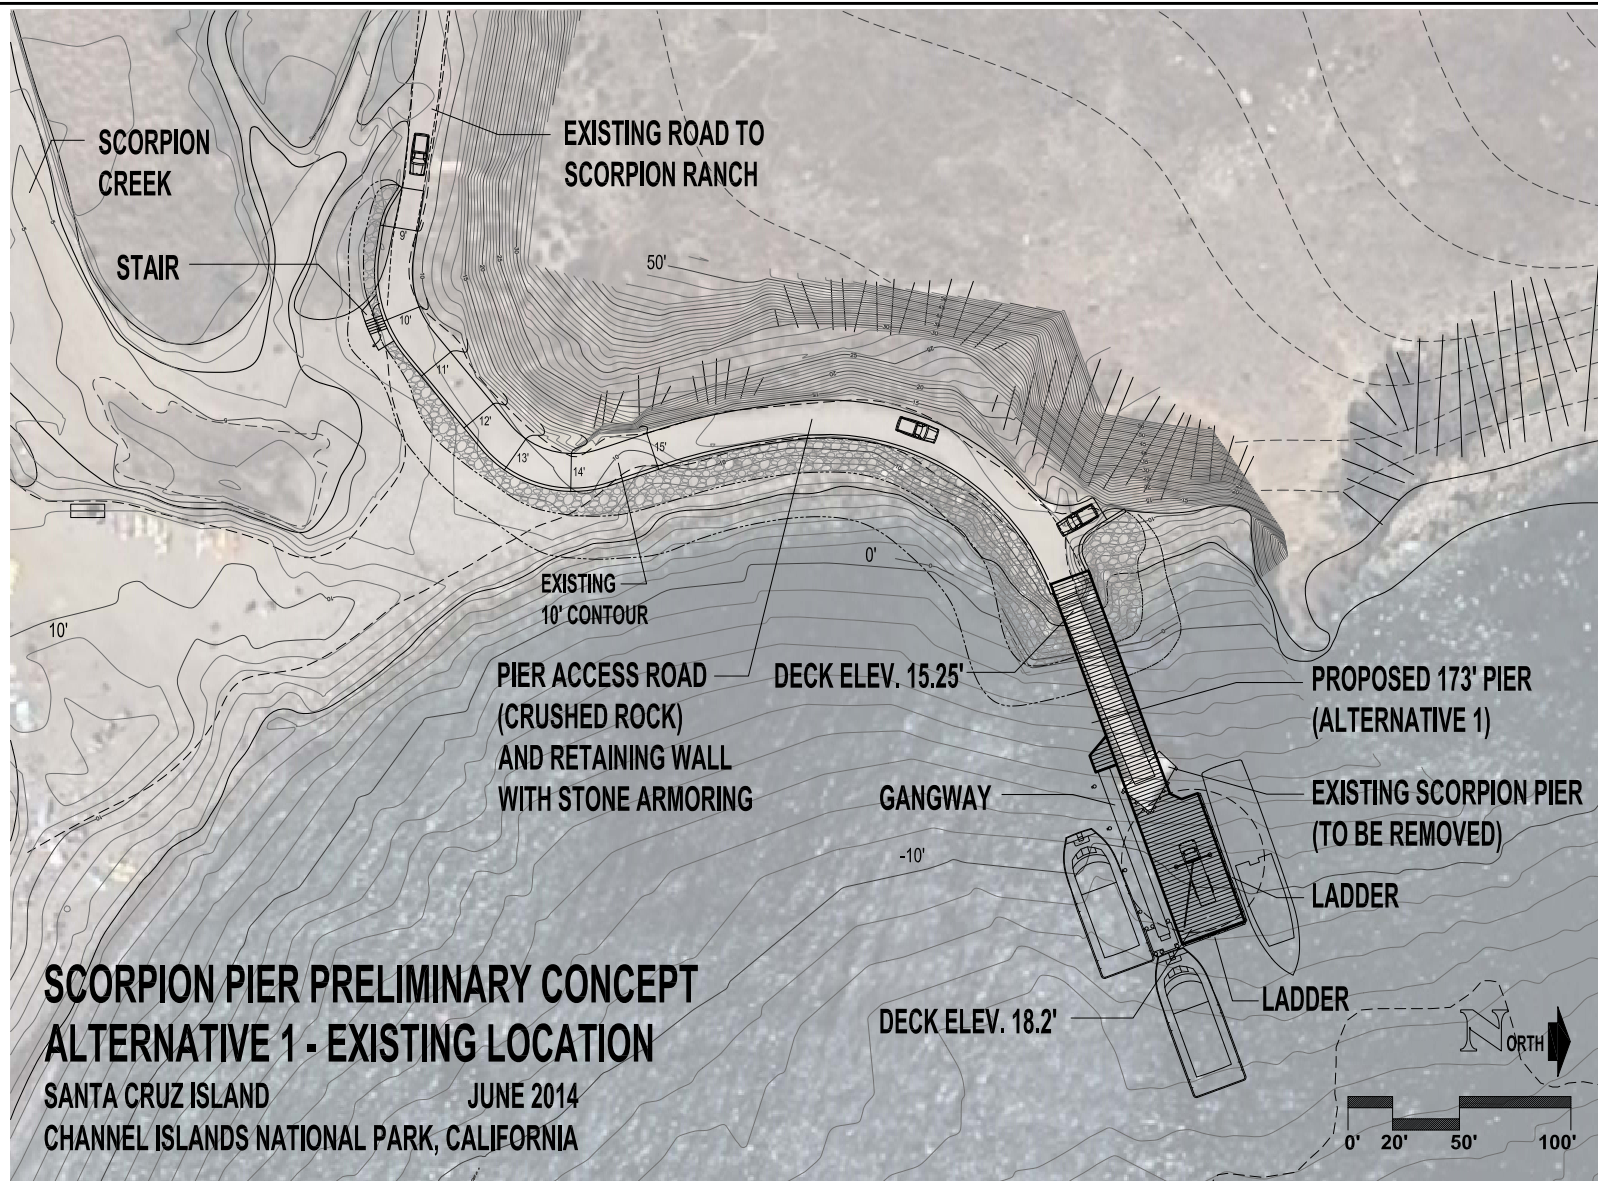 SCORPION
CREEK
EXISTING ROAD TO
SCORPION RANCH
STAIR
50'
9'
10'
11'
12'
13'
14'
15'
0'
EXISTING
10' CONTOUR
10'
PIER ACCESS ROAD
(CRUSHED ROCK)
AND RETAINING WALL
WITH STONE ARMORING
DECK ELEV. 15.25'
PROPOSED 173' PIER
(ALTERNATIVE 1)
GANGWAY
EXISTING SCORPION PIER
(TO BE REMOVED)
-10'
LADDER
LADDER
DECK ELEV. 18.2'
SCORPION PIER PRELIMINARY CONCEPT
ALTERNATIVE 1 - EXISTING LOCATION
SANTA CRUZ ISLAND JUNE 2014
CHANNEL ISLANDS NATIONAL PARK, CALIFORNIA
NORTH
0' 20' 50' 100'